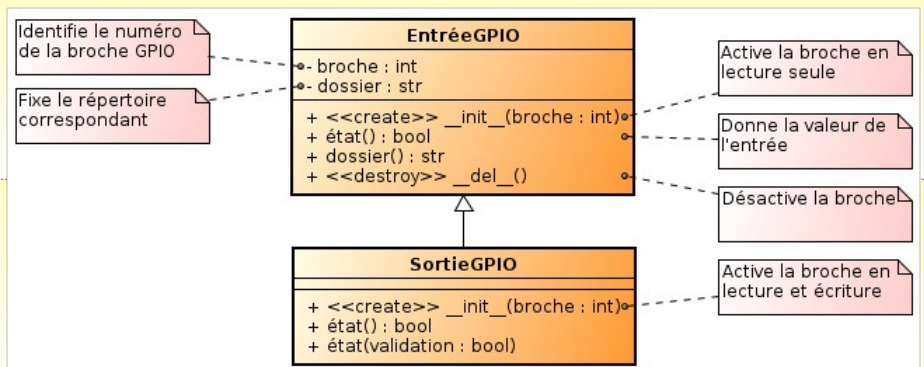 Identifie le numéro
de la broche GPIO
Fixe le répertoire
correspondant
EntréeGPIO
- broche : int
- dossier : str
+ <<create>> __init__(broche : int)
+ état() : bool
+ dossier() : str
+ <<destroy>> __del__()
Active la broche en
lecture seule
Donne la valeur de
l'entrée
Désactive la broche
SortieGPIO
+ <<create>> __init__(broche : int)
+ état() : bool
+ état(validation : bool)
Active la broche en
lecture et écriture